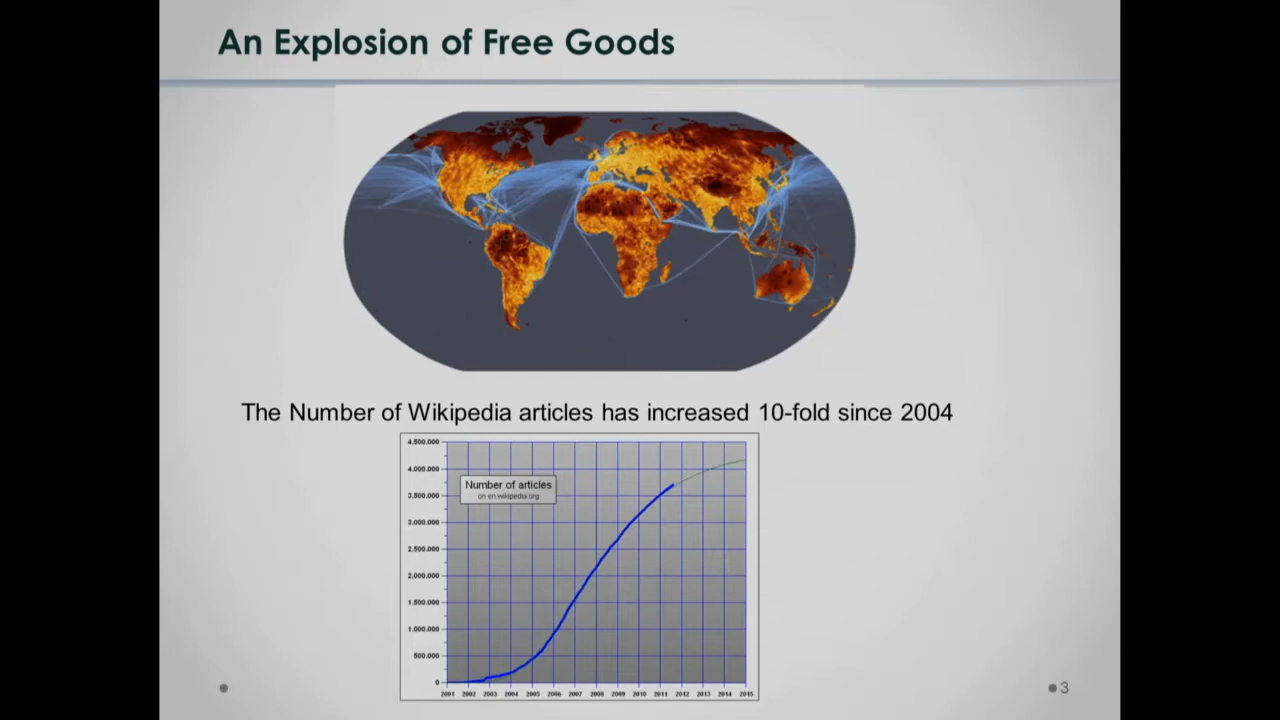 An Explosion of Free Goods
The Number of Wikipedia articles has increased 10-fold since 2004
4.500.000
4.000.000
3.500.000
3.000.000
2.500.000
2.000.000
1.500.000
1.000.000
500.000
0
Number of articles
on en.wikipedia.org
2001 2002 2003 2004 2005 2006 2007 2008 2009 2010 2011 2012 2013 2014 2015
3